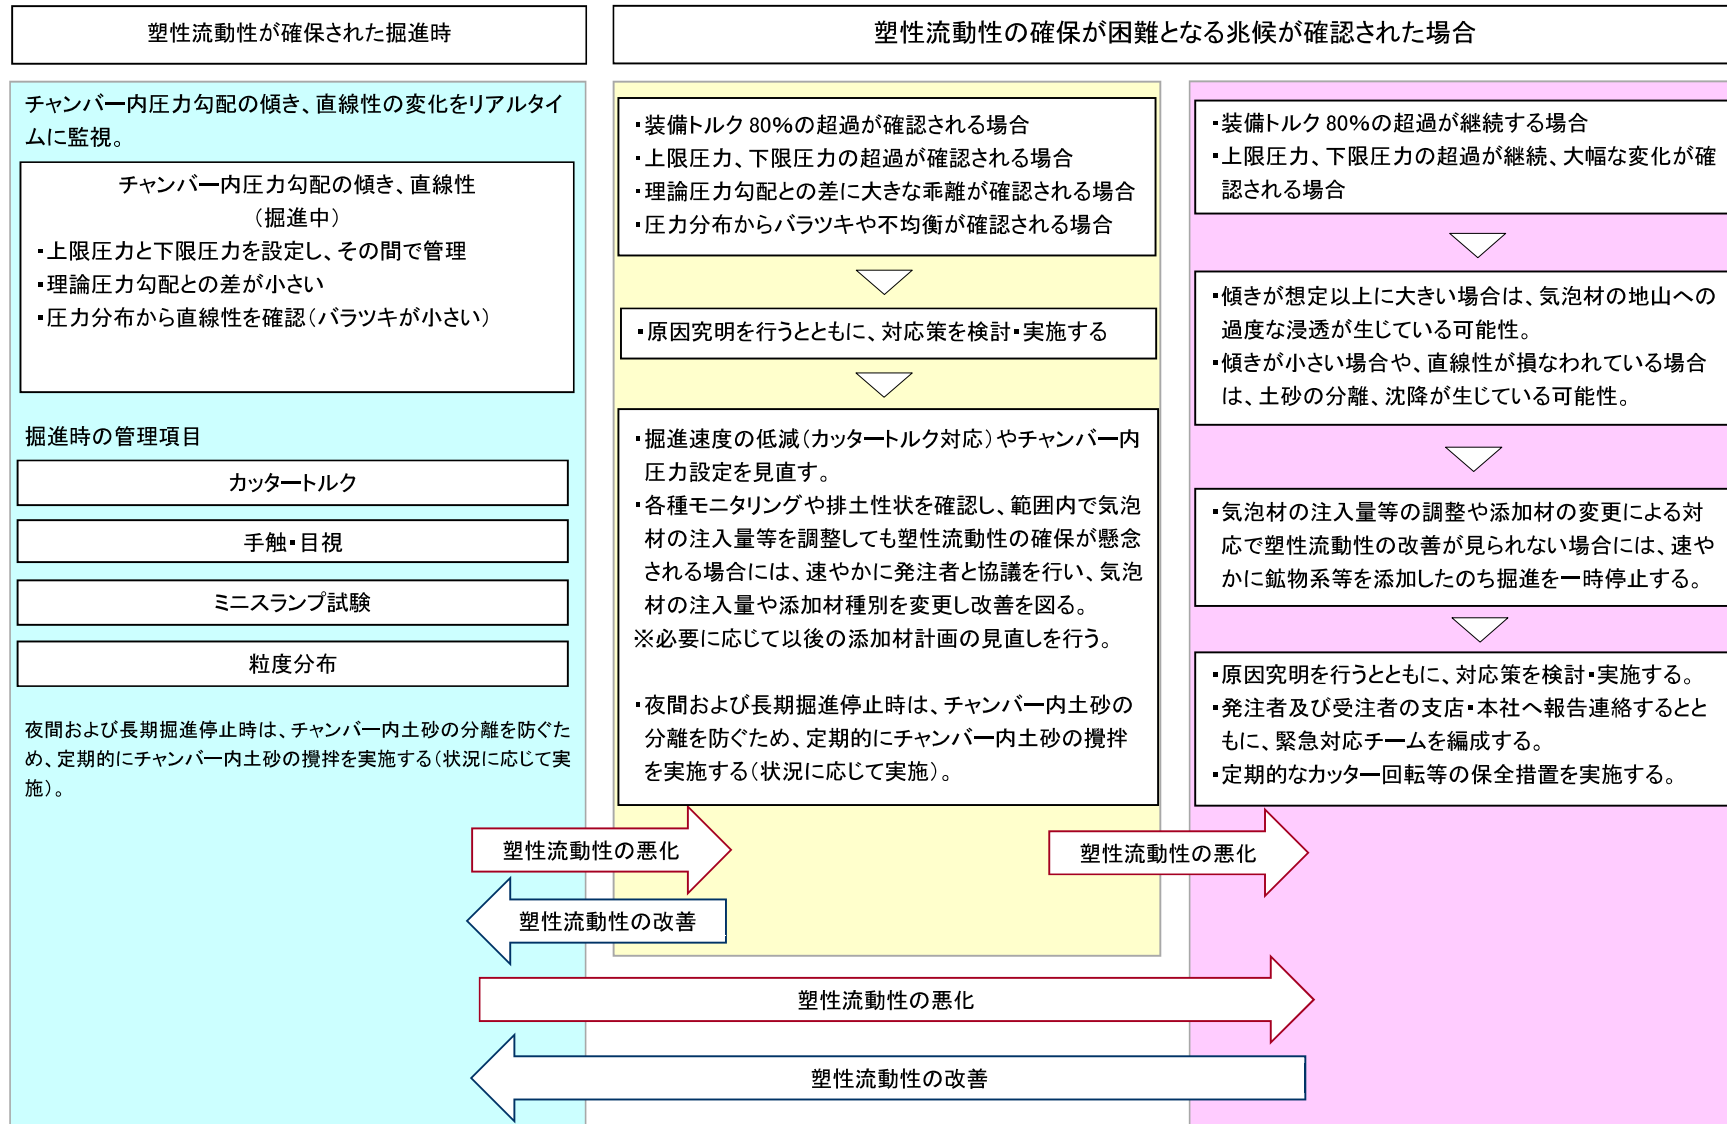 塑性流動性が確保された掘進時
塑性流動性の確保が困難となる兆候が確認された場合
チャンバー内圧力勾配の傾き、直線性の変化をリアルタイ
ムに監視。
チャンバー内圧力勾配の傾き、直線性
（掘進中）
・上限圧力と下限圧力を設定し、その間で管理
・理論圧力勾配との差が小さい
・圧力分布から直線性を確認（バラツキが小さい）
掘進時の管理項目
カッタートルク
手触・目視
ミニスランプ試験
粒度分布
夜間および長期掘進停止時は、チャンバー内土砂の分離を防ぐた
め、定期的にチャンバー内土砂の攪拌を実施する（状況に応じて実
施）。
・装備トルク 80%の超過が確認される場合
・上限圧力、下限圧力の超過が確認される場合
・理論圧力勾配との差に大きな乖離が確認される場合
・圧力分布からバラツキや不均衡が確認される場合
・原因究明を行うとともに、対応策を検討・実施する
・掘進速度の低減（カッタートルク対応）やチャンバー内
圧力設定を見直す。
・各種モニタリングや排土性状を確認し、範囲内で気泡
材の注入量等を調整しても塑性流動性の確保が懸念
される場合には、速やかに発注者と協議を行い、気泡
材の注入量や添加材種別を変更し改善を図る。
※必要に応じて以後の添加材計画の見直しを行う。
・夜間および長期掘進停止時は、チャンバー内土砂の
分離を防ぐため、定期的にチャンバー内土砂の攪拌
を実施する（状況に応じて実施）。
・装備トルク 80%の超過が継続する場合
・上限圧力、下限圧力の超過が継続、大幅な変化が確
認される場合
・傾きが想定以上に大きい場合は、気泡材の地山への
過度な浸透が生じている可能性。
・傾きが小さい場合や、直線性が損なわれている場合
は、土砂の分離、沈降が生じている可能性。
・気泡材の注入量等の調整や添加材の変更による対
応で塑性流動性の改善が見られない場合には、速や
かに鉱物系等を添加したのち掘進を一時停止する。
・原因究明を行うとともに、対応策を検討・実施する。
・発注者及び受注者の支店・本社へ報告連絡するとと
もに、緊急対応チームを編成する。
・定期的なカッター回転等の保全措置を実施する。
塑性流動性の悪化
塑性流動性の悪化
塑性流動性の改善
塑性流動性の悪化
塑性流動性の改善